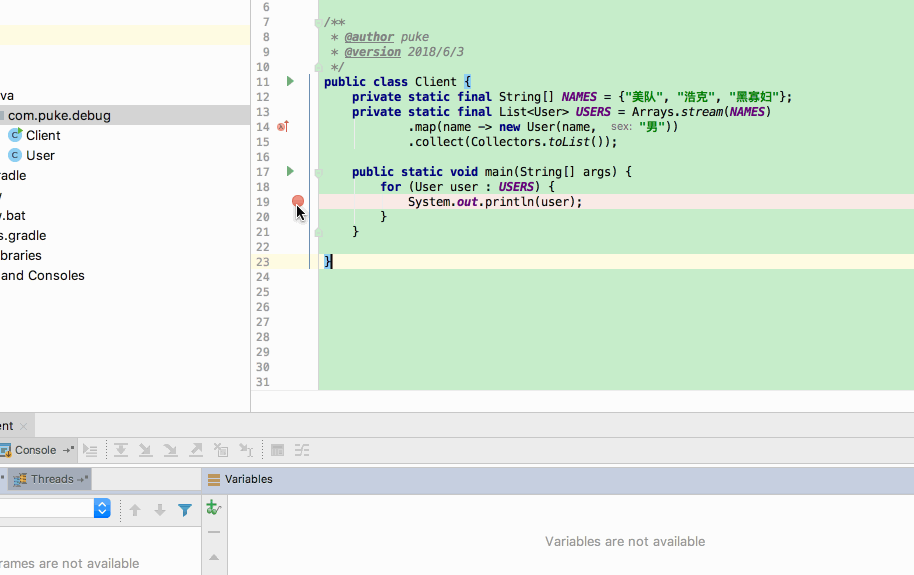 6
7 /**
8 * @author puke
9 * @version 2018/6/3
10 */
11 public class Client {
12 private static final String[] NAMES = {"美队", "浩克", "黑寡妇"};
13 private static final List<User> USERS = Arrays.stream(NAMES)
14 .map(name -> new User(name, sex: "男"))
15 .collect(Collectors.toList());
16
17 public static void main(String[] args) {
18 for (User user : USERS) {
19 System.out.println(user);
20 }
21 }
22
23 }
24
25
26
27
28
29
30
31
va
com.puke.debug
Client
User
radle
.bat
s.gradle
braries
and Consoles
ent
Console
Threads
Variables
rames are not available
Variables are not available